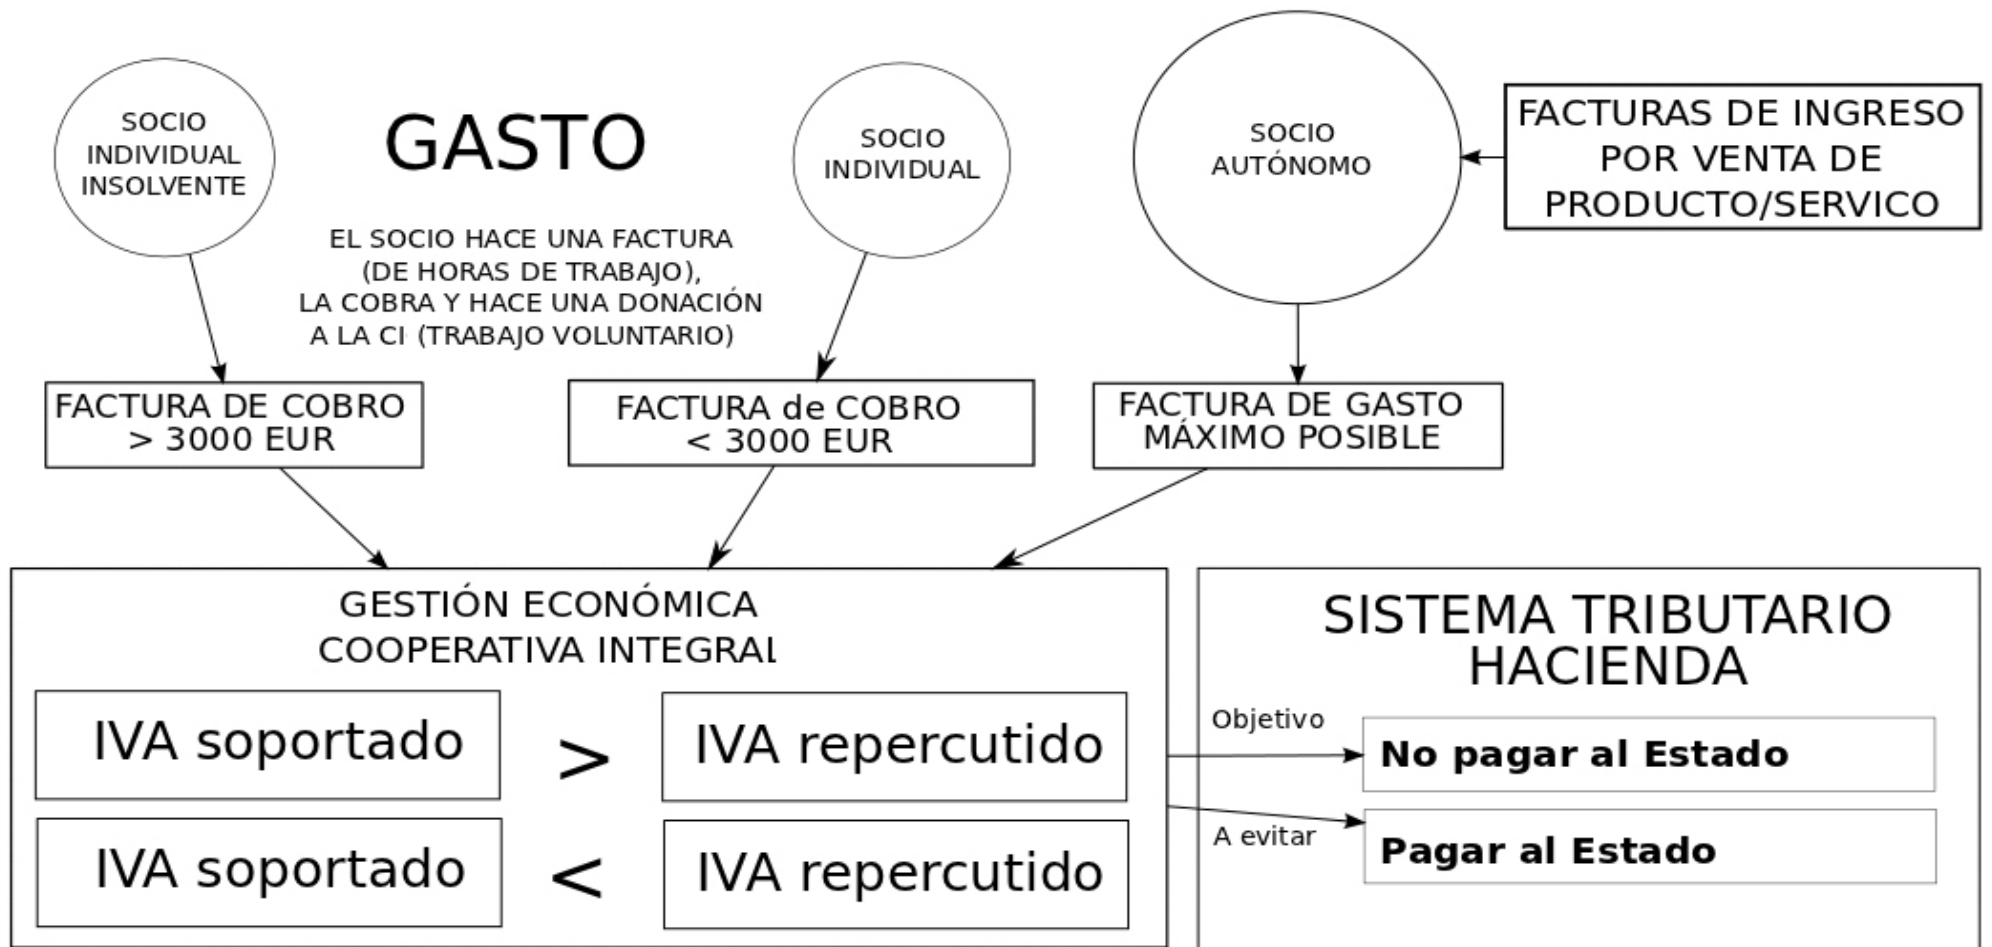 SOCIO
INDIVIDUAL
INSOLVENTE
GASTO
EL SOCIO HACE UNA FACTURA
(DE HORAS DE TRABAJO),
LA COBRA Y HACE UNA DONACIÓN
A LA CI (TRABAJO VOLUNTARIO)
SOCIO
INDIVIDUAL
SOCIO
AUTÓNOMO
FACTURAS DE INGRESO
POR VENTA DE
PRODUCTO/SERVICO
FACTURA DE COBRO
> 3000 EUR
FACTURA de COBRO
< 3000 EUR
FACTURA DE GASTO
MÁXIMO POSIBLE
GESTIÓN ECONÓMICA
COOPERATIVA INTEGRAL
IVA soportado > IVA repercutido
IVA soportado < IVA repercutido
SISTEMA TRIBUTARIO
HACIENDA
Objetivo
No pagar al Estado
A evitar
Pagar al Estado